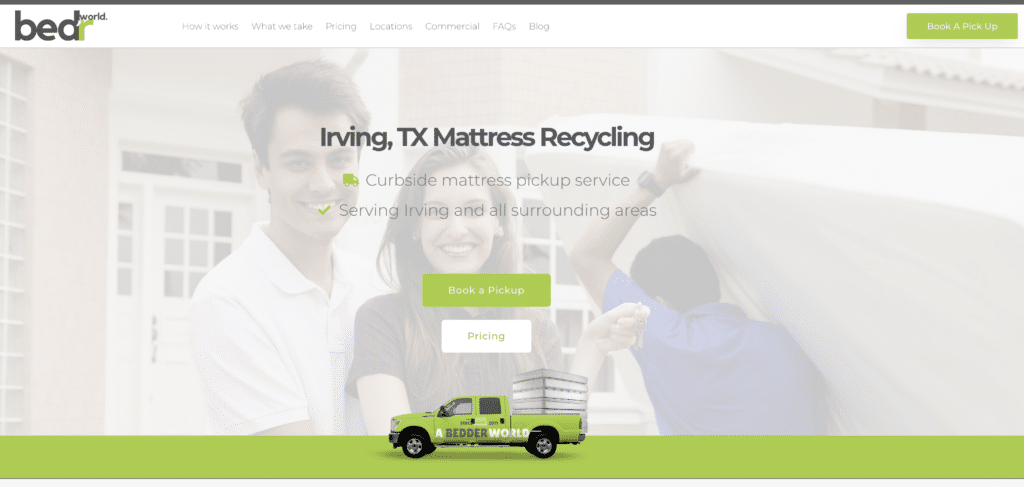 bedr
world.
How it works What we take Pricing Locations Commercial FAQs Blog
Book A Pick Up
Irving, TX Mattress Recycling
Curbside mattress pickup service
Serving Irving and all surrounding areas
Book a Pickup
Pricing
A BEDDER WORLD